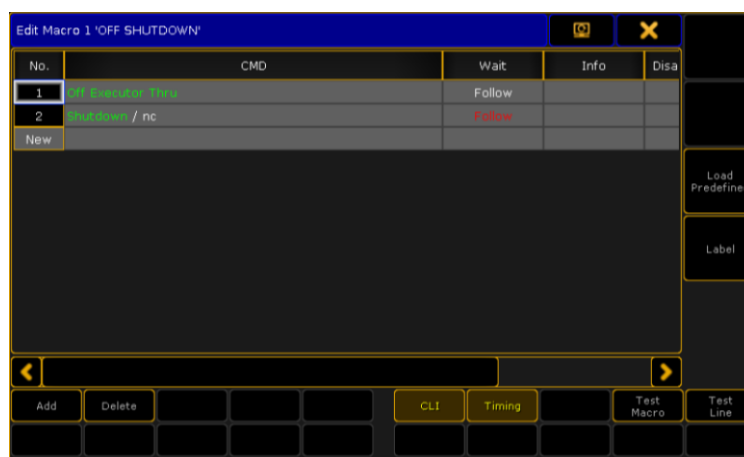 Edit Macro 1 'OFF SHUTDOWN'
No. CMD Wait Info Disa
1 Off Executor Thru Follow
2 Shutdown / nc Follow
New
Load
Predefine
Label
Add Delete CLI Timing Test Macro Test Line